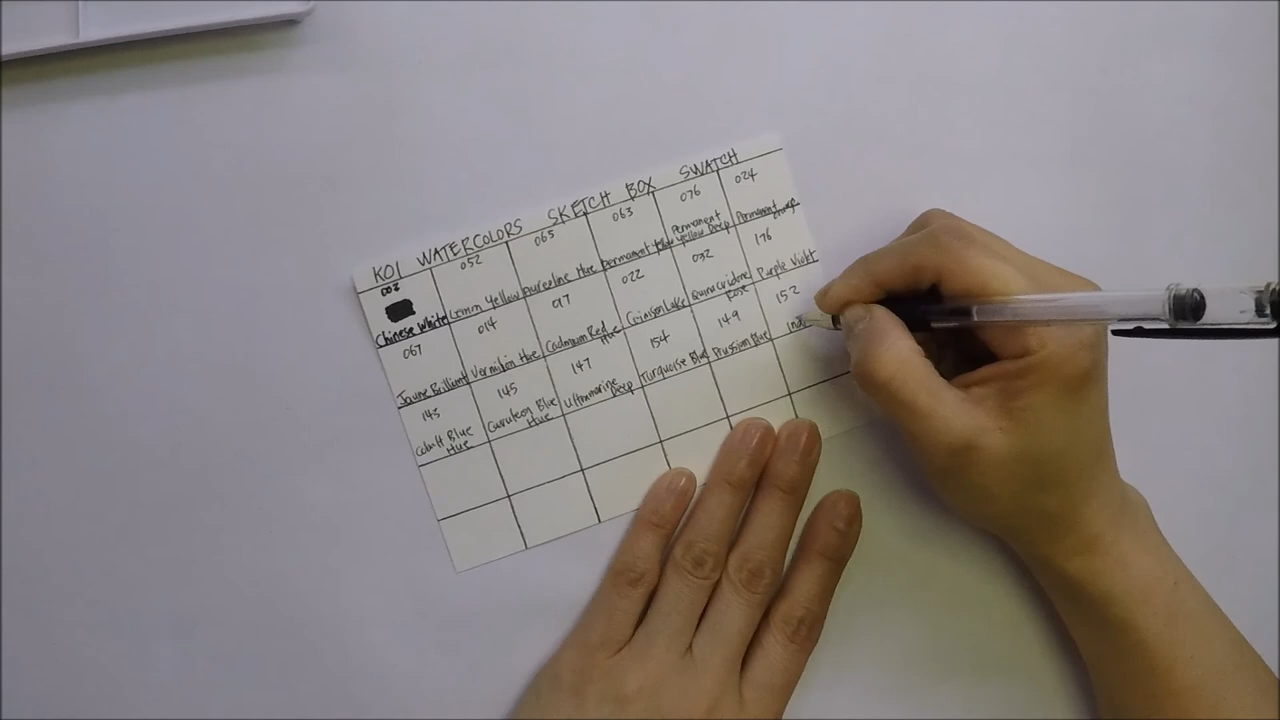 KOI WATERCOLORS SKETCH BOX SWATCH
003 052 065 063 076 024
Chinese White Lemon Yellow Aureoline Hue Permanent Yellow Permanent Yellow Deep Permanent Orange
067 014 017 022 032 176
Jaune Brilliant Vermilion Hue Cadmium Red Hue Crimson Lake Quinacridone Rose Purple Violet
143 145 147 154 149 152
Cobalt Blue Hue Cerulean Blue Hue Ultramarine Deep Turquoise Blue Prussian Blue Ind